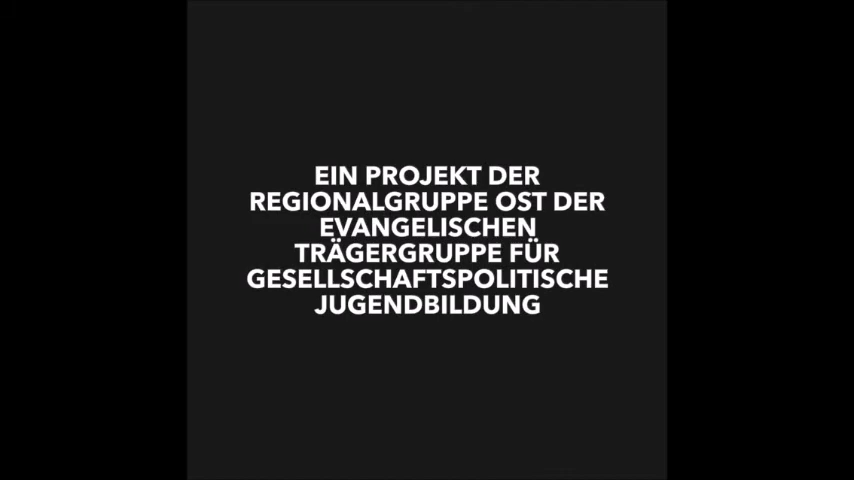 EIN PROJEKT DER
REGIONALGRUPPE OST DER
EVANGELISCHEN
TRÄGERGRUPPE FÜR
GESELLSCHAFTSPOLITISCHE
JUGENDBILDUNG